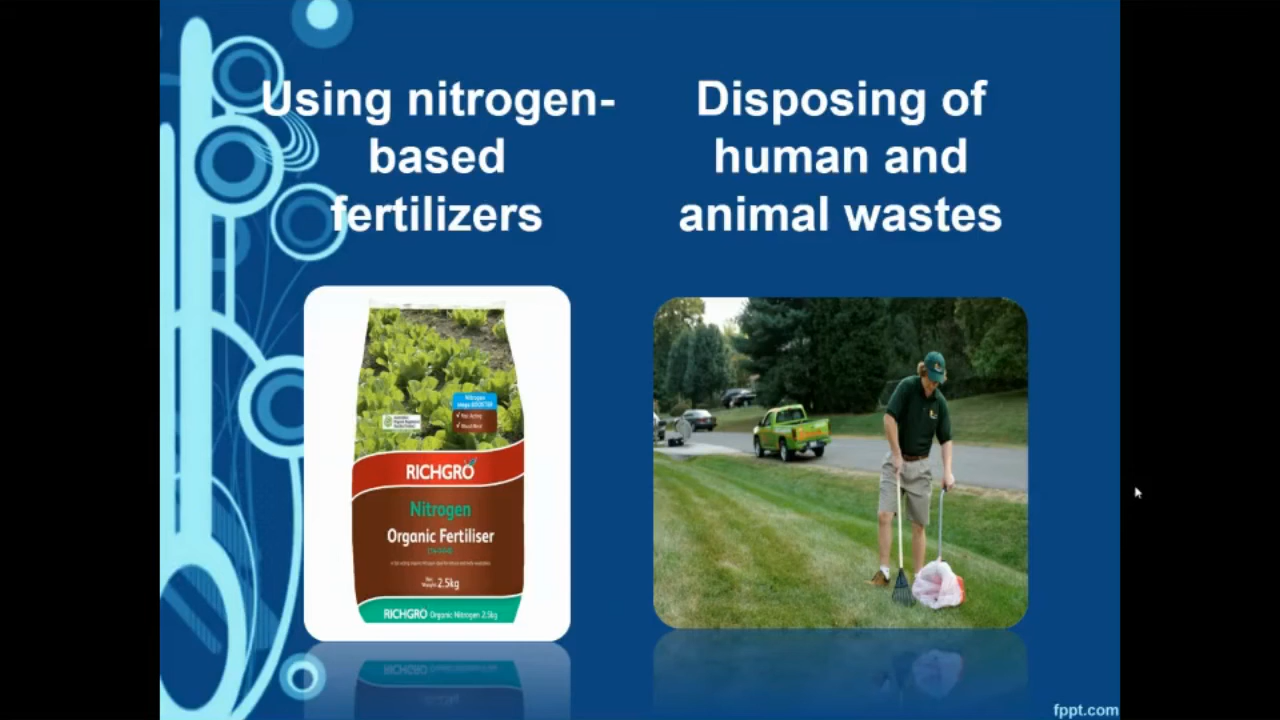 Using nitrogen-
based
fertilizers
Disposing of
human and
animal wastes
RICHGRO
Nitrogen
Organic Fertiliser
2.5kg
RICHGRO Organic Nitrogen 2.5kg
fppt.com